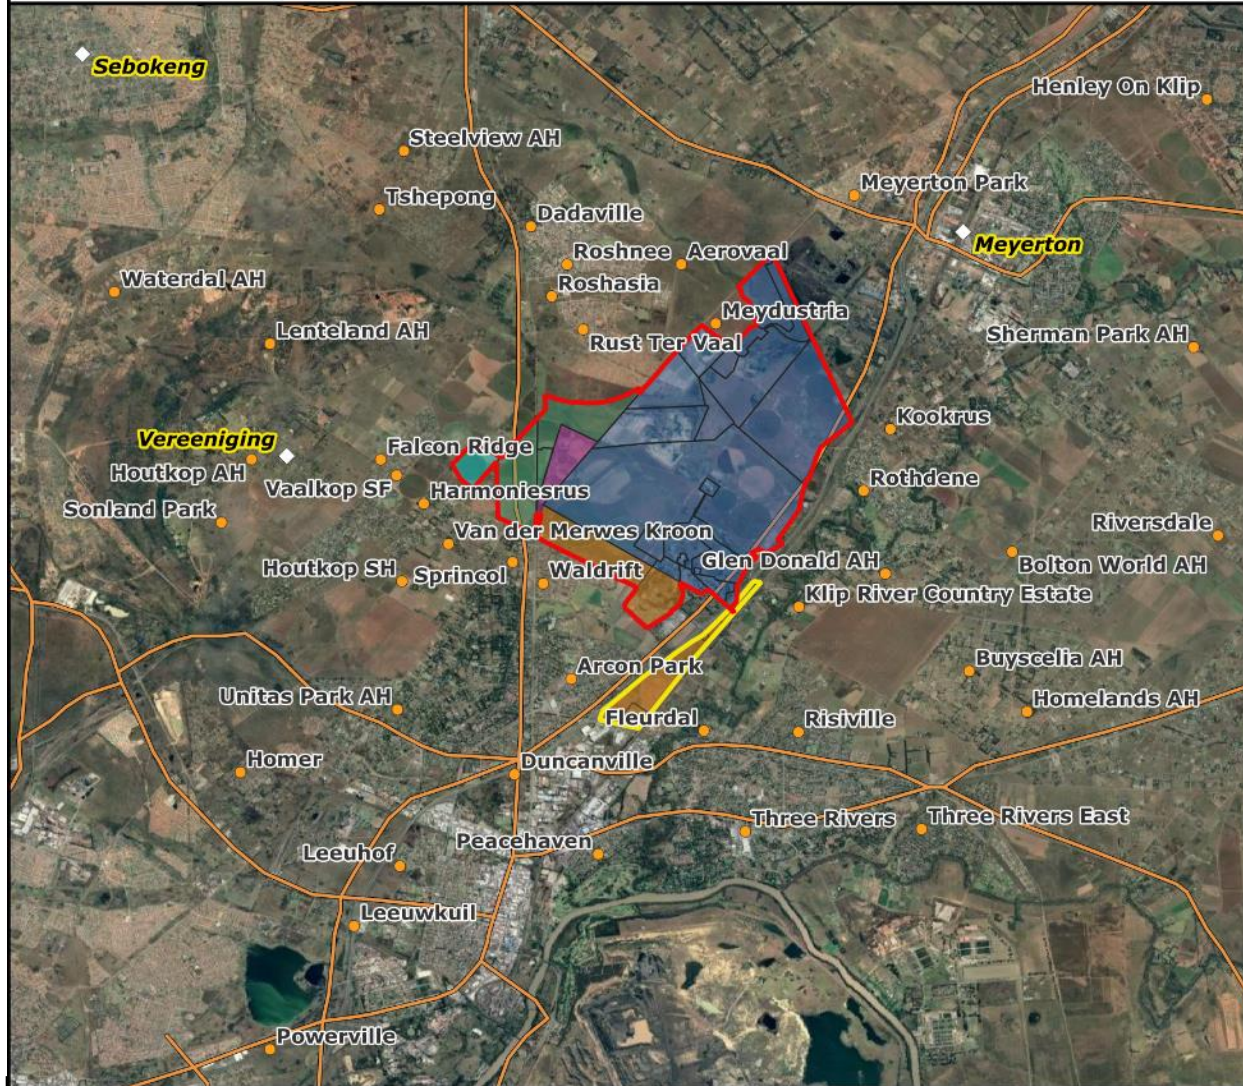 Sebokeng
Henley On Klip
Steelview AH
Meyerton Park
Tshepong
Dadaville
Meyerton
Roshnee
Aerovaal
Waterdal AH
Roshasia
Meydustria
Lenteland AH
Rust Ter Vaal
Sherman Park AH
Kookrus
Vereeniging
Falcon Ridge
Houtkop AH
Vaalkop SF
Harmoniesrus
Rothdene
Sonland Park
Van der Merwes Kroon
Riversdale
Glen Donald AH
Bolton World AH
Houtkop SH
Sprincol
Waldrift
Klip River Country Estate
Arcon Park
Buyscelia AH
Unitas Park AH
Homelands AH
Fleurdal
Risiville
Homer
Duncanville
Three Rivers
Three Rivers East
Peacehaven
Leeuhof
Leeuwkuil
Powerville